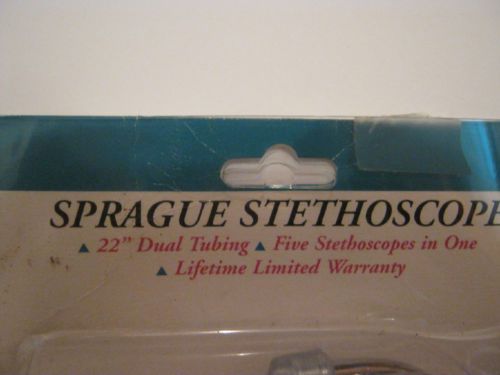 SPRAGUE STETHOSCOPE
▲ 22" Dual Tubing ▲ Five Stethoscopes in One
▲ Lifetime Limited Warranty